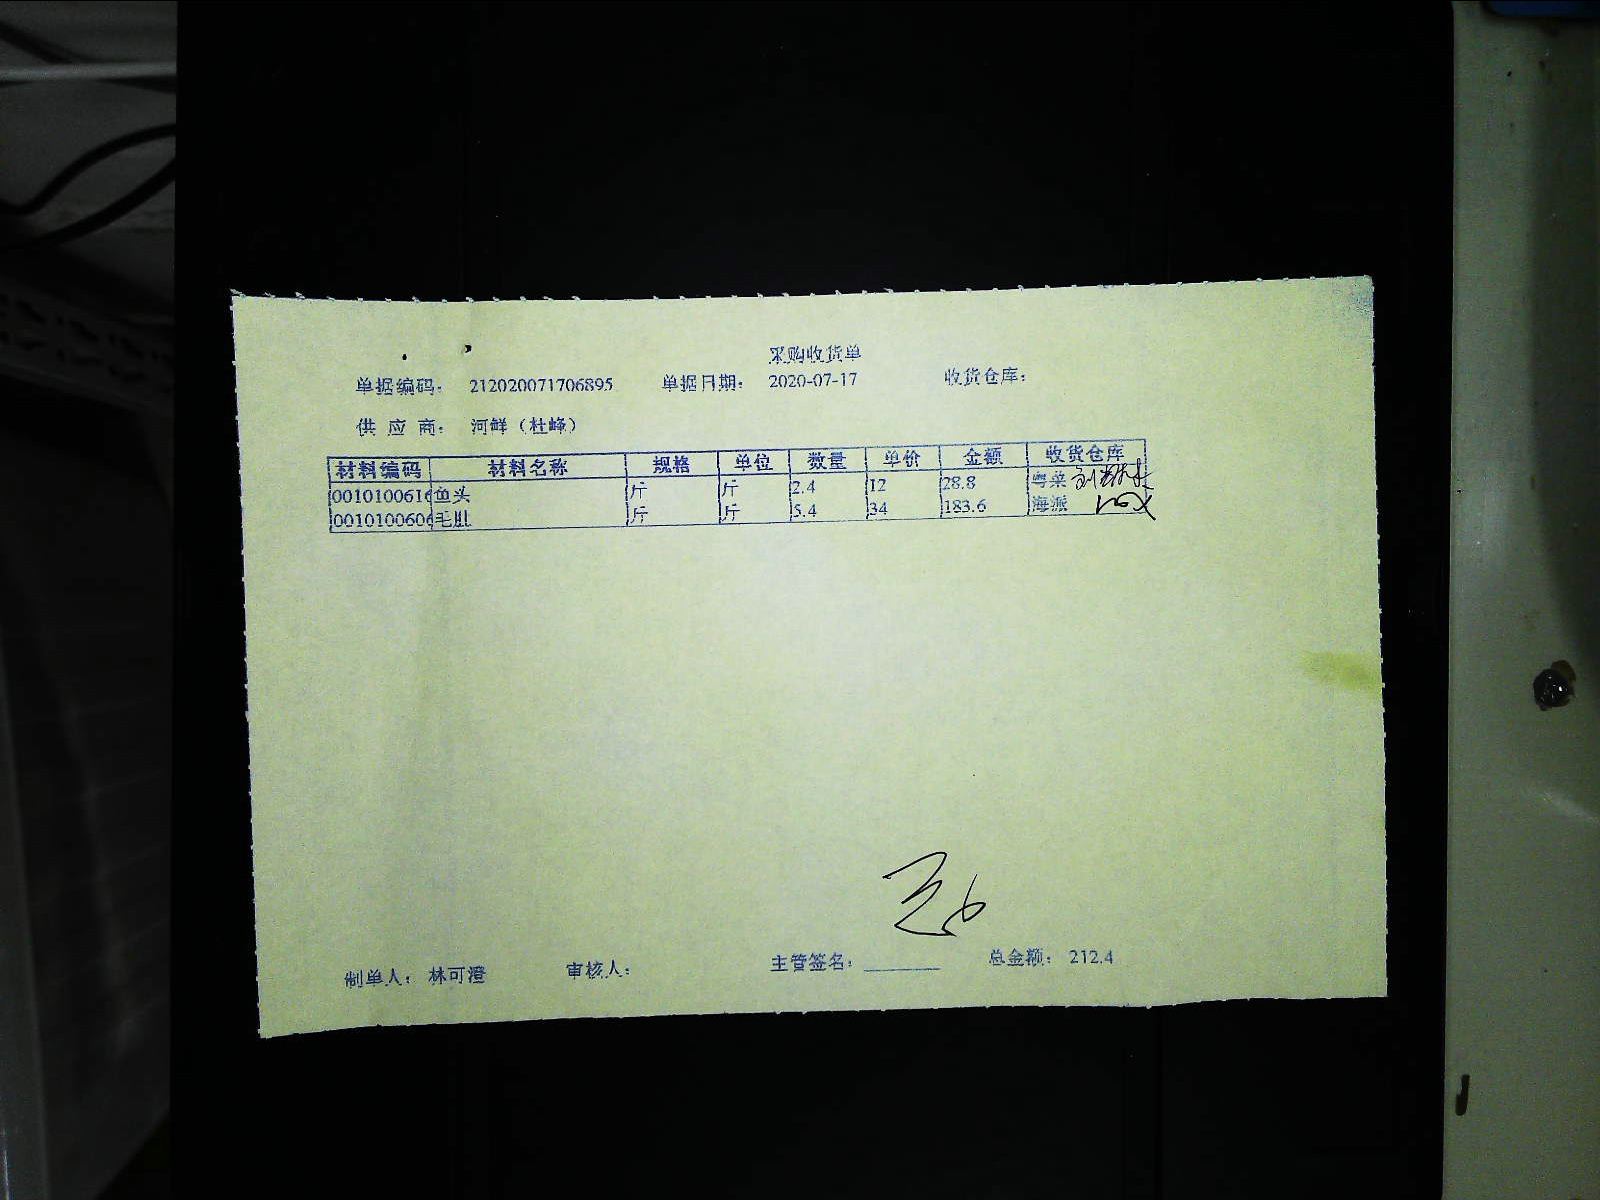 采购收货单
单据编码： 212020071706895 单据日期： 2020-07-17 收货仓库：
供 应 商： 河鲜（杜峰）
材料编码 材料名称 规格 单位 数量 单价 金额 收货仓库
0010100616 鱼头 斤 斤 2.4 12 28.8 粤菜
0010100606 毛肚 斤 斤 5.4 34 183.6 海派
制单人： 林可澄 审核人： 主管签名： 总金额： 212.4